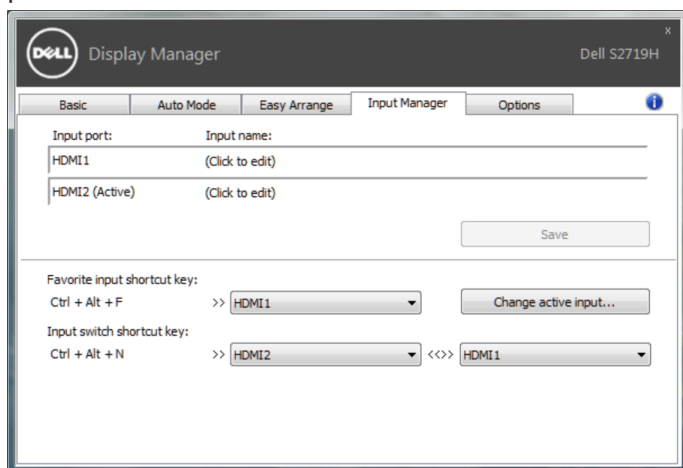 x
DELL Display Manager Dell S2719H
Basic Auto Mode Easy Arrange Input Manager Options i
Input port: Input name:
HDMI1 (Click to edit)
HDMI2 (Active) (Click to edit)
Save
Favorite input shortcut key:
Ctrl + Alt + F >> HDMI1 Change active input...
Input switch shortcut key:
Ctrl + Alt + N >> HDMI2 <<>> HDMI1